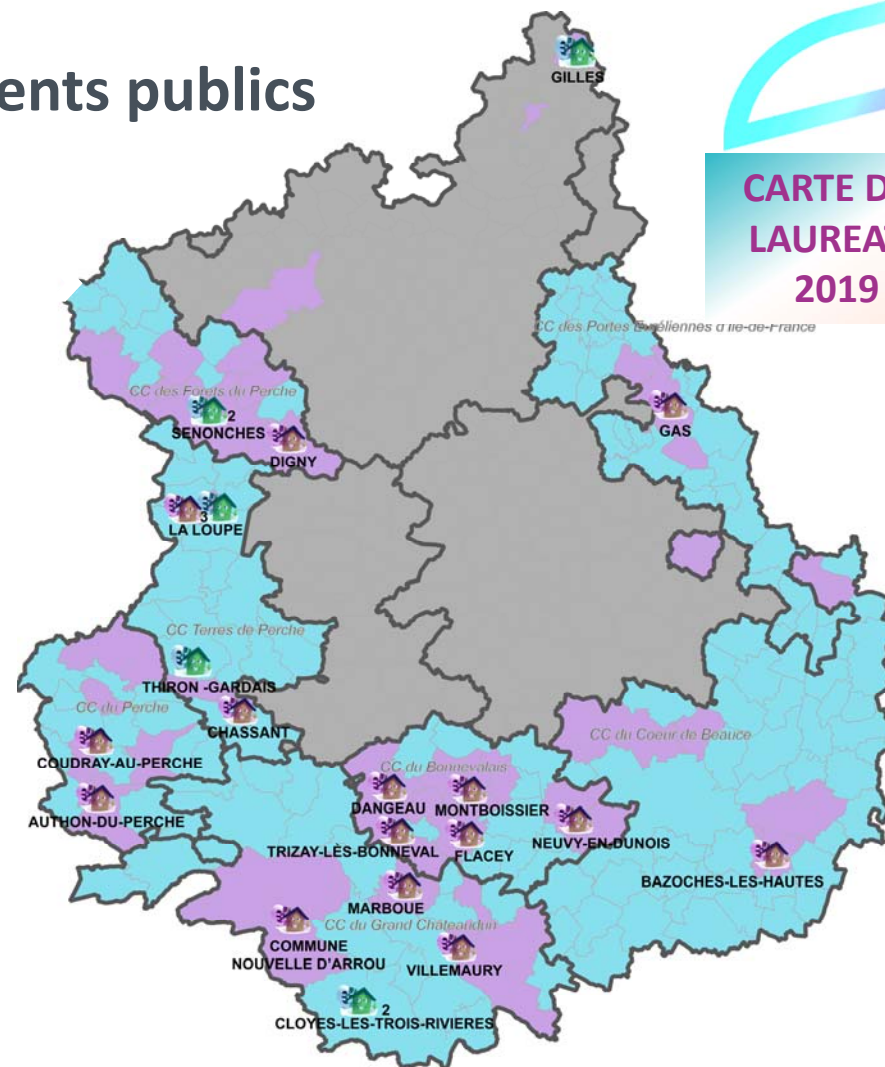 ents publics
CARTE D
LAUREAT
2019
GILLES
CC des Portes Euréliennes d'Ile-de-France
CC des Forets du Perche
2
SENONCHES
DIGNY
GAS
3
LA LOUPE
CC Terres de Perche
THIRON -GARDAIS
CC du Perche
CHASSANT
CC du Coeur de Beauce
COUDRAY-AU-PERCHE
CC du Bonnevalais
DANGEAU
MONTBOISSIER
AUTHON-DU-PERCHE
NEUVY-EN-DUNOIS
TRIZAY-LÈS-BONNEVAL
FLACEY
BAZOCHES-LES-HAUTES
MARBOUE
CC du Grand Châteaudun
COMMUNE
NOUVELLE D'ARROU
VILLEMAURY
2
CLOYES-LES-TROIS-RIVIERES